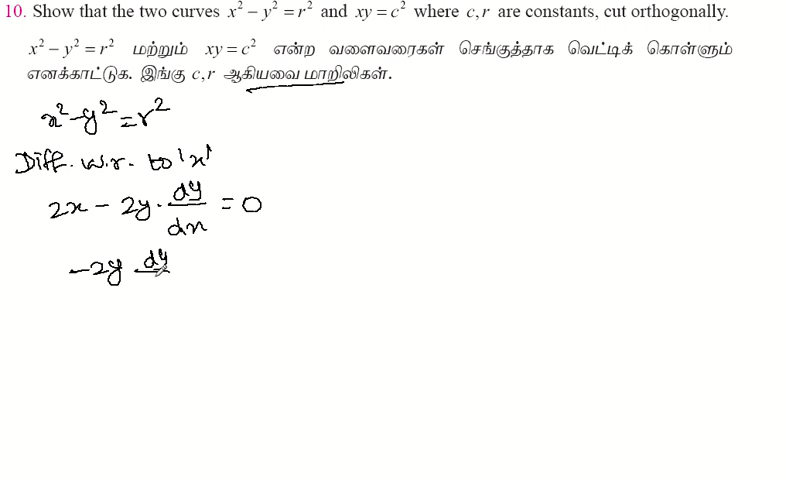 10. Show that the two curves x² − y² = r² and xy = c² where c, r are constants, cut orthogonally.
x² − y² = r² மற்றும் xy = c² என்ற வளைவரைகள் செங்குத்தாக வெட்டிக் கொள்ளும்
எனக்காட்டுக. இங்கு c, r ஆகியவை மாறிலிகள்.
x² − y² = r²
Diff. w.r. to 'x'
2x − 2y · dy/dx = 0
−2y dy